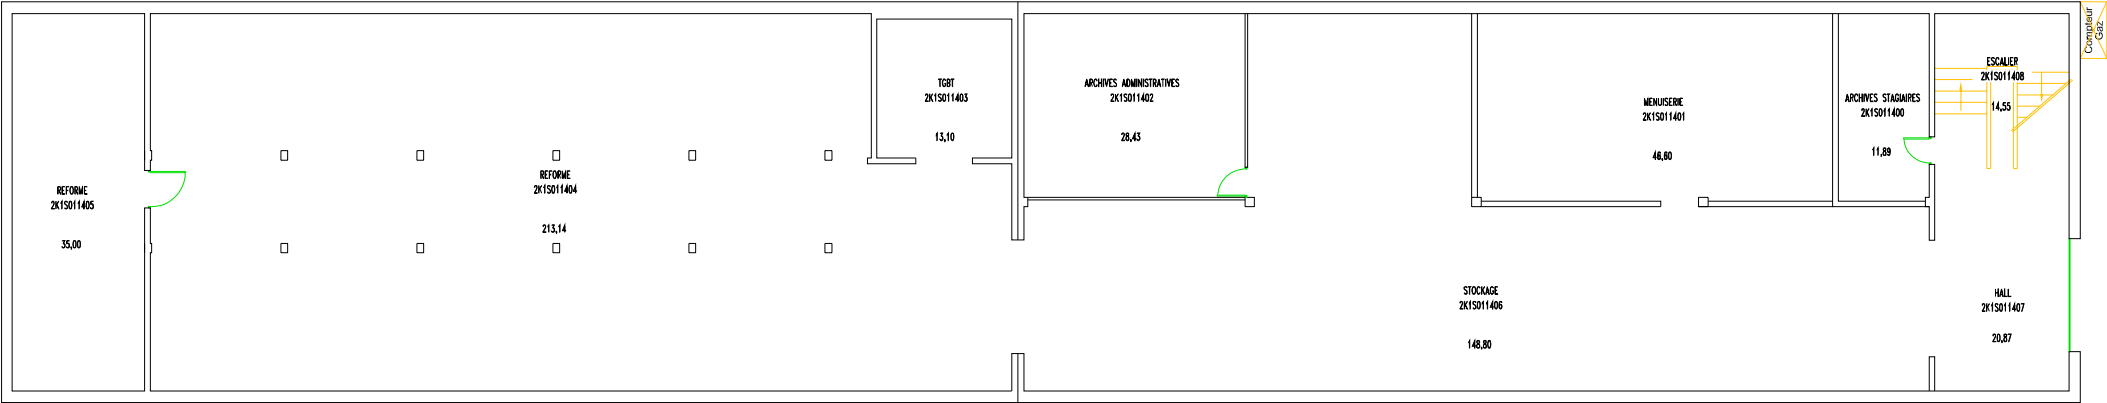 REFORME
2K1S011405
35,00
REFORME
2K1S011404
213,14
TGBT
2K1S011403
13,10
ARCHIVES ADMINISTRATIVES
2K1S011402
28,43
STOCKAGE
2K1S011406
148,80
MENUISERIE
2K1S011401
46,60
ARCHIVES STAGIAIRES
2K1S011400
11,89
ESCALIER
2K1S011408
14,55
HALL
2K1S011407
20,87
Compteur
Gaz